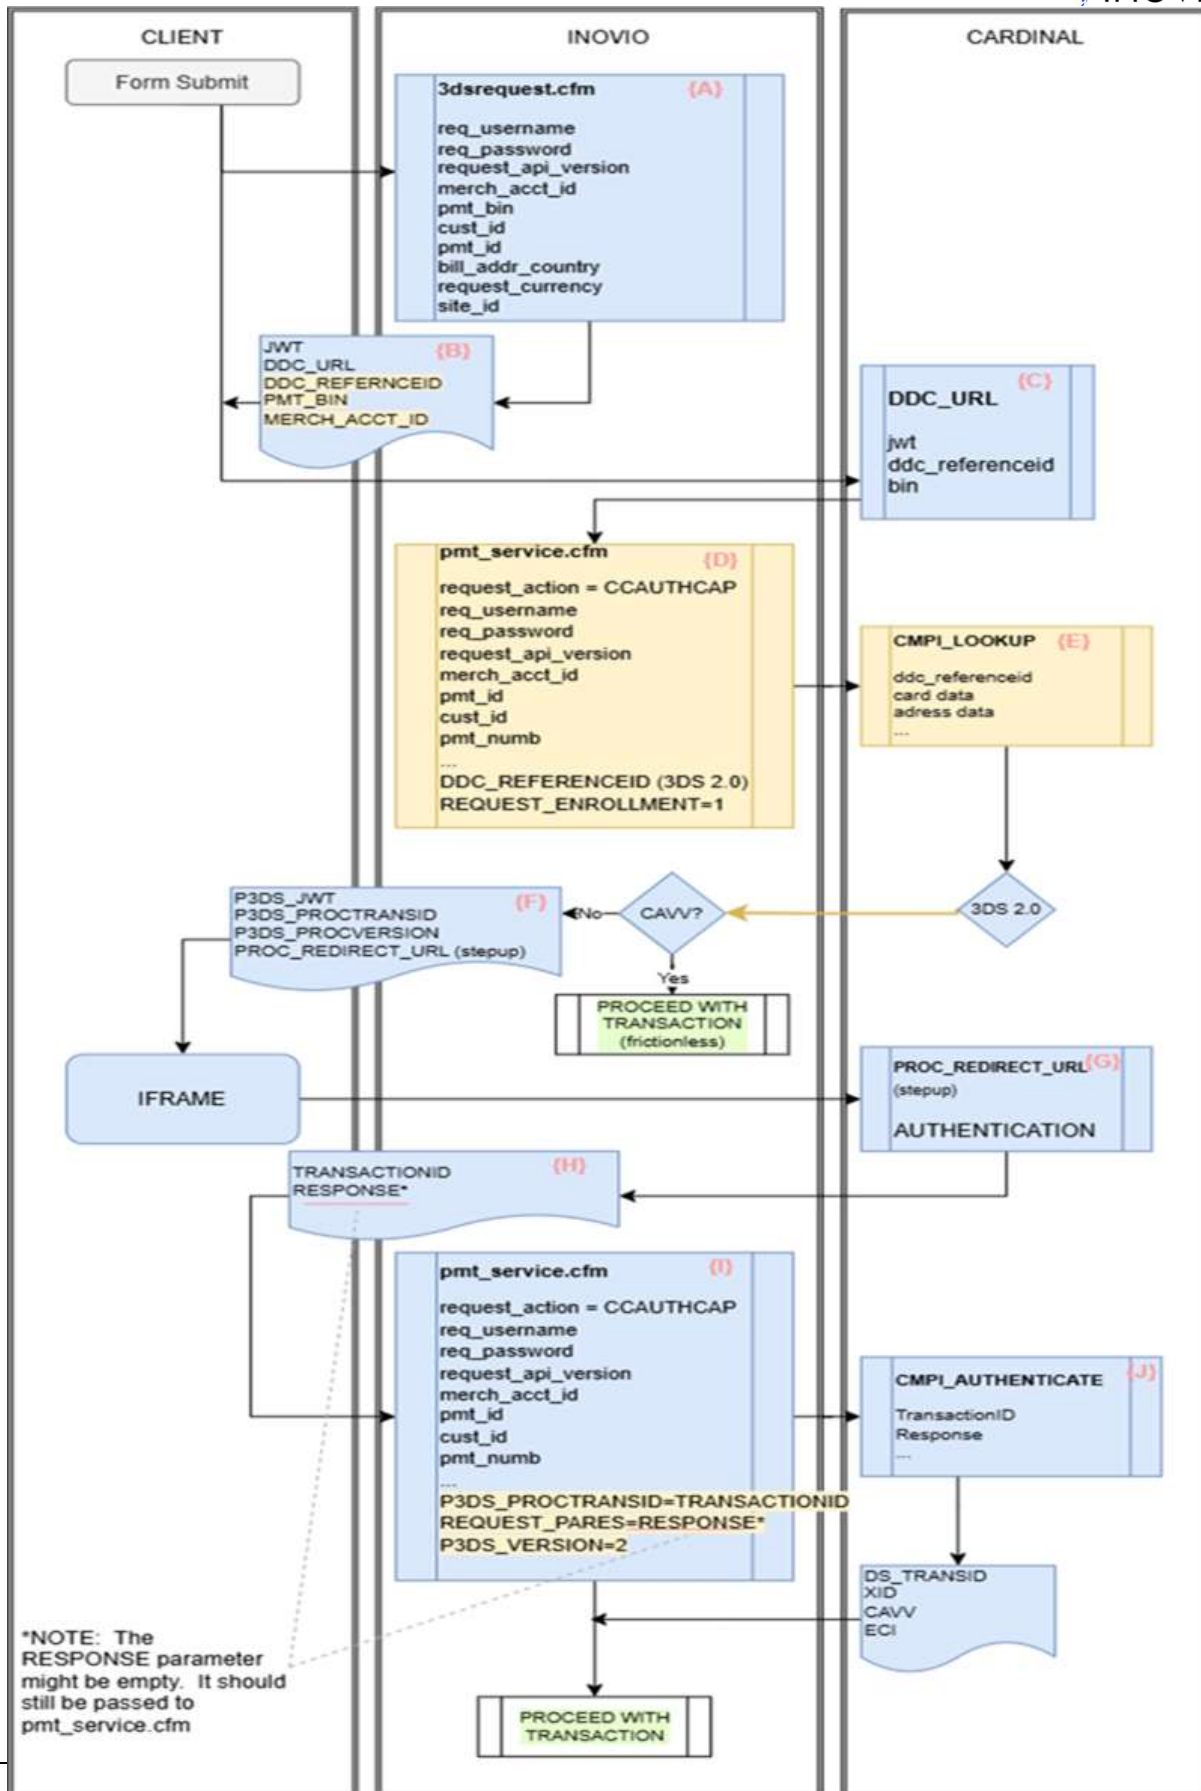 CLIENT
INOVIO
CARDINAL
Form Submit
3dsrequest.cfm {A}
req_username
req_password
request_api_version
merch_acct_id
pmt_bin
cust_id
pmt_id
bill_addr_country
request_currency
site_id
JWT {B}
DDC_URL
DDC_REFERNCEID
PMT_BIN
MERCH_ACCT_ID
{C}
DDC_URL
jwt
ddc_referenceid
bin
pmt_service.cfm {D}
request_action = CCAUTHCAP
req_username
req_password
request_api_version
merch_acct_id
pmt_id
cust_id
pmt_numb
...
DDC_REFERENCEID (3DS 2.0)
REQUEST_ENROLLMENT=1
CMPI_LOOKUP {E}
ddc_referenceid
card data
adress data
...
3DS 2.0
CAVV?
No
Yes
P3DS_JWT {F}
P3DS_PROCTRANSID
P3DS_PROCVERSION
PROC_REDIRECT_URL (stepup)
PROCEED WITH
TRANSACTION
(frictionless)
IFRAME
PROC_REDIRECT_URL {G}
(stepup)
AUTHENTICATION
TRANSACTIONID {H}
RESPONSE*
pmt_service.cfm {I}
request_action = CCAUTHCAP
req_username
req_password
request_api_version
merch_acct_id
pmt_id
cust_id
pmt_numb
...
P3DS_PROCTRANSID=TRANSACTIONID
REQUEST_PARES=RESPONSE*
P3DS_VERSION=2
CMPI_AUTHENTICATE {J}
TransactionID
Response
...
DS_TRANSID
XID
CAVV
ECI
*NOTE: The
RESPONSE parameter
might be empty. It should
still be passed to
pmt_service.cfm
PROCEED WITH
TRANSACTION